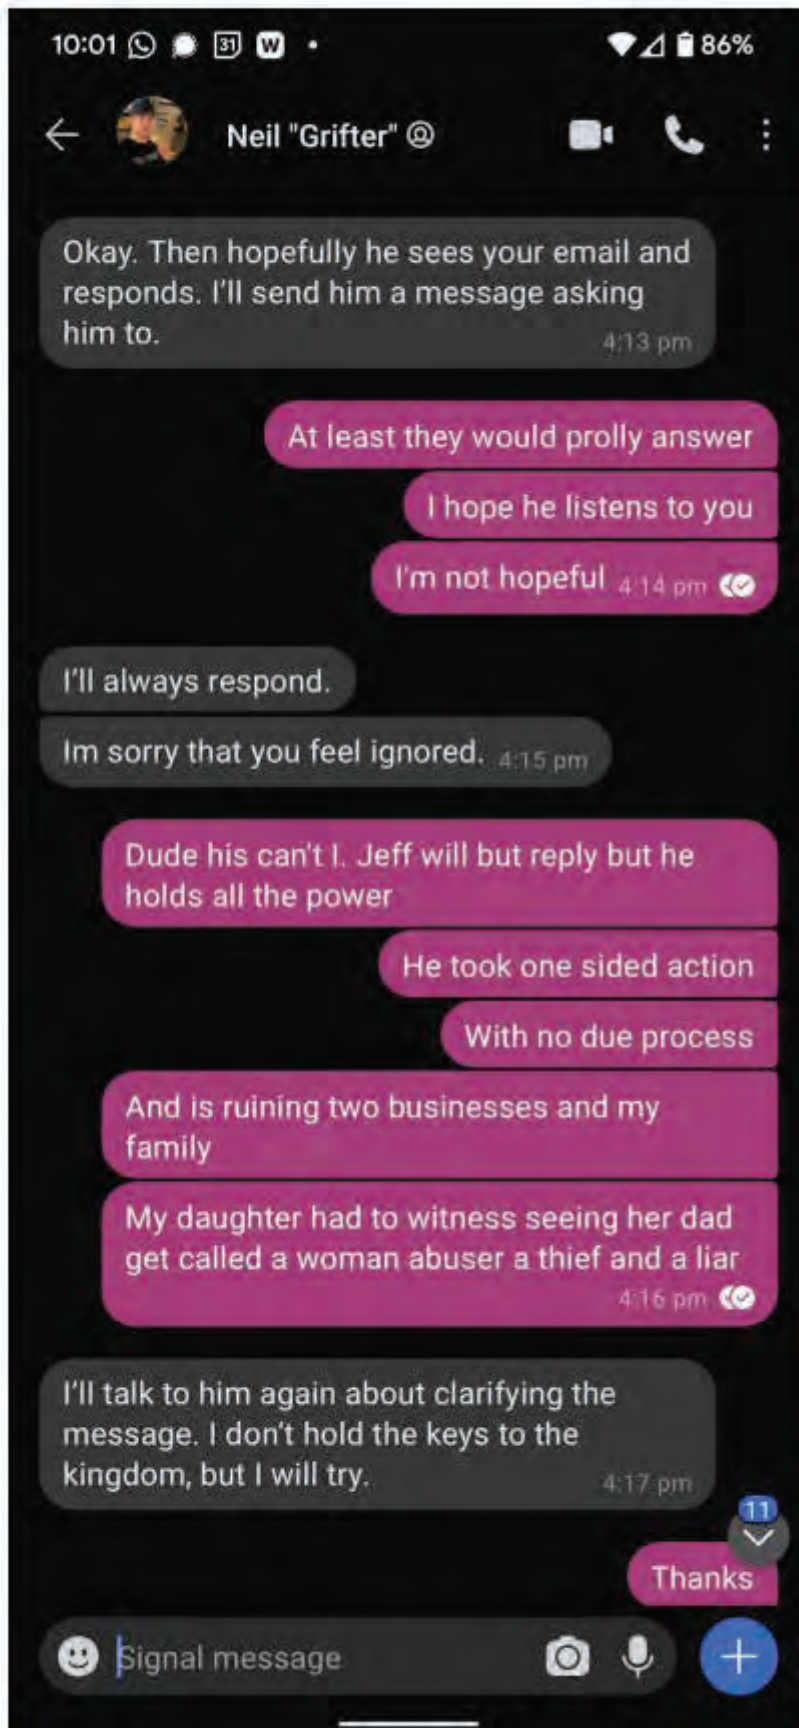 10:01 31 W
86%
Neil "Grifter"
Okay. Then hopefully he sees your email and
responds. I'll send him a message asking
him to.
4:13 pm
At least they would prolly answer
I hope he listens to you
I'm not hopeful 4:14 pm
I'll always respond.
Im sorry that you feel ignored. 4:15 pm
Dude his can't I. Jeff will but reply but he
holds all the power
He took one sided action
With no due process
And is ruining two businesses and my
family
My daughter had to witness seeing her dad
get called a woman abuser a thief and a liar
4:16 pm
I'll talk to him again about clarifying the
message. I don't hold the keys to the
kingdom, but I will try.
4:17 pm
11
Thanks
Signal message